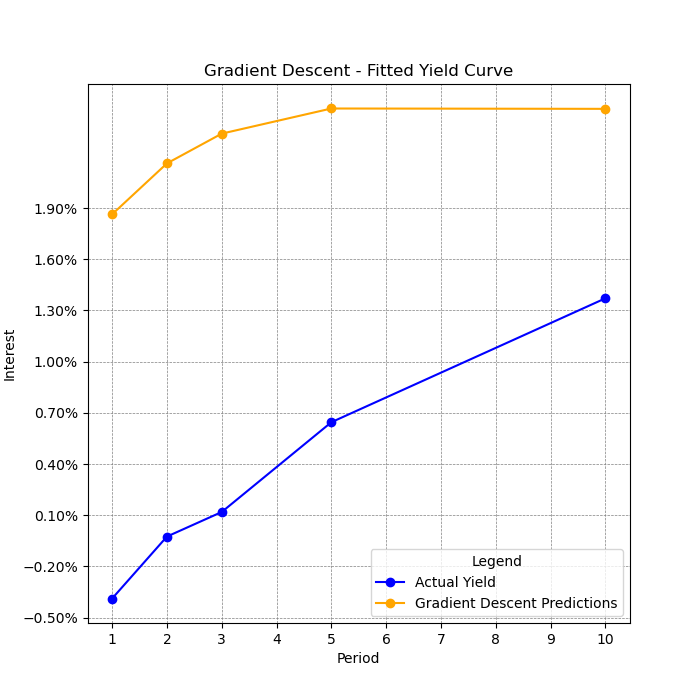 Gradient Descent - Fitted Yield Curve
Interest
1.90%
1.60%
1.30%
1.00%
0.70%
0.40%
0.10%
−0.20%
−0.50%
Legend
Actual Yield
Gradient Descent Predictions
1 2 3 4 5 6 7 8 9 10
Period